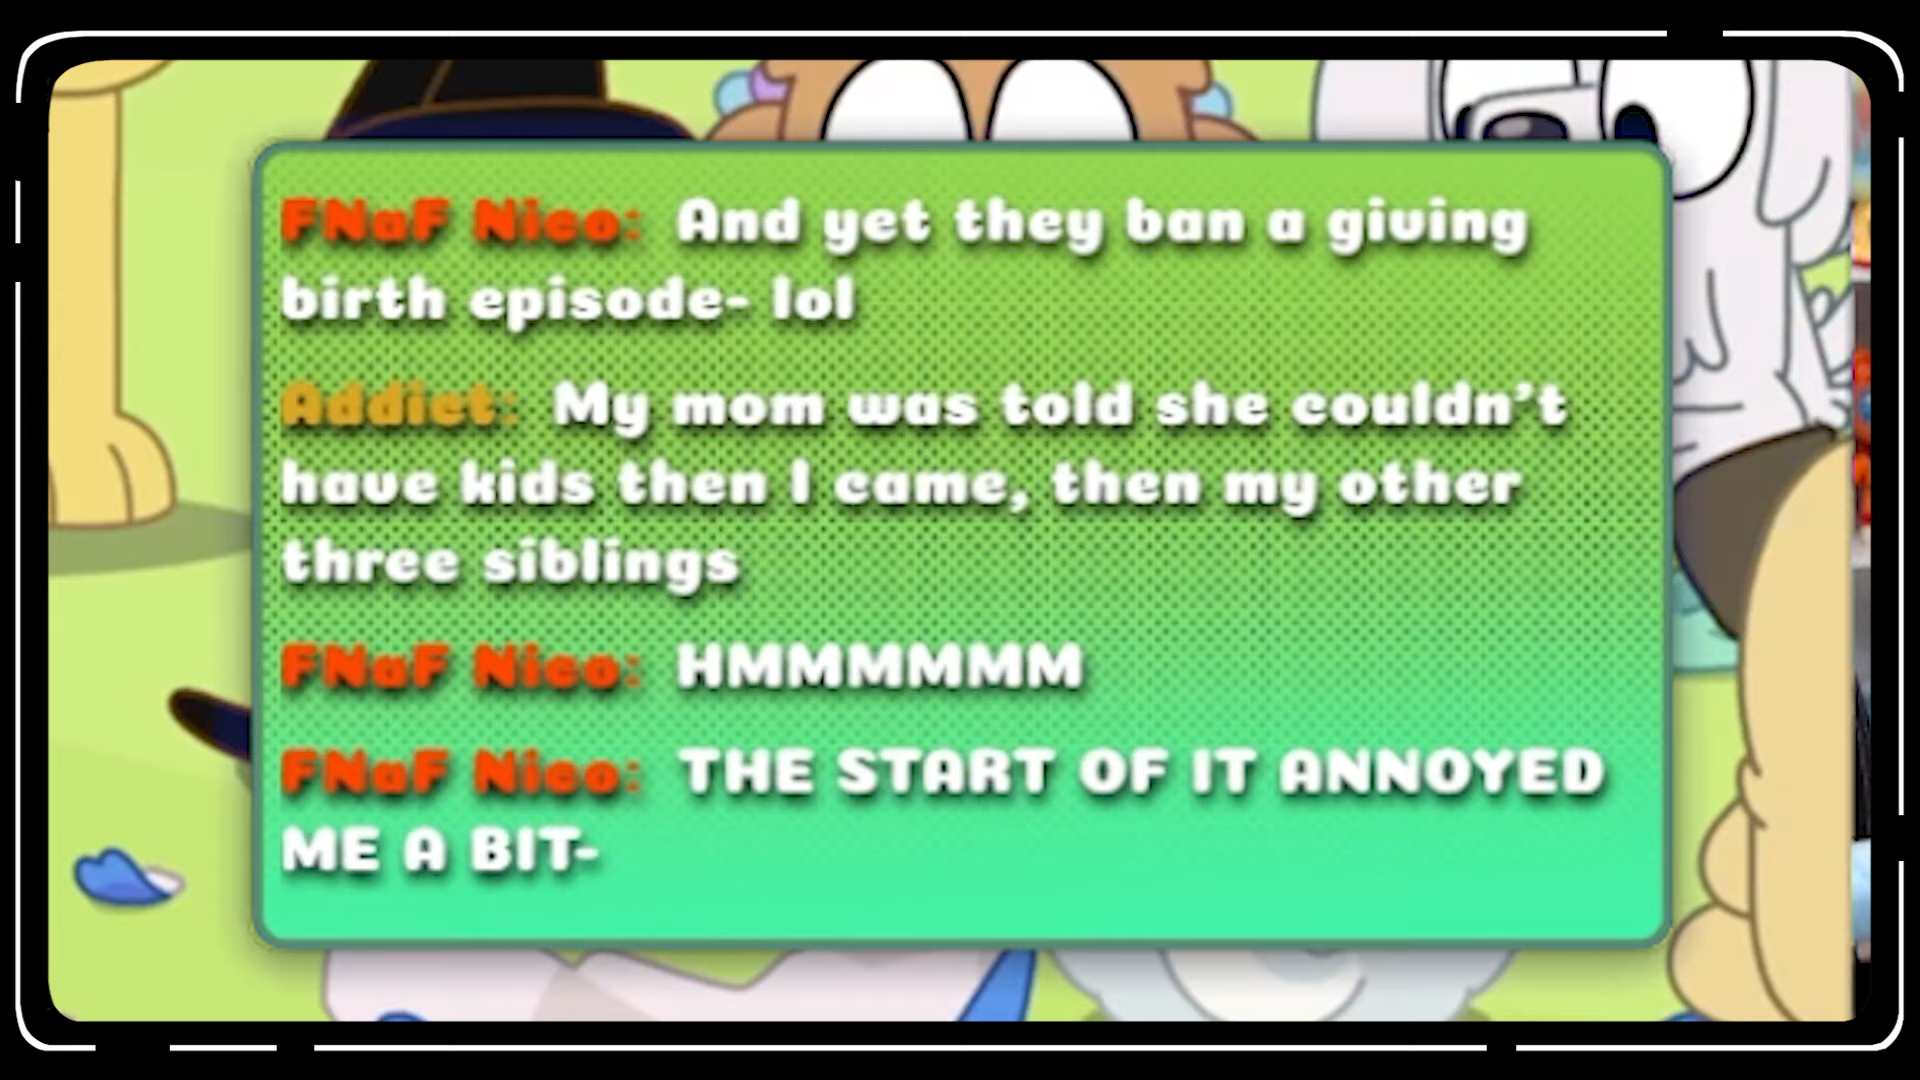 FNaF Nico: And yet they ban a giving
birth episode- lol
Addict: My mom was told she couldn't
have kids then I came, then my other
three siblings
FNaF Nico: HMMMMMM
FNaF Nico: THE START OF IT ANNOYED
ME A BIT-